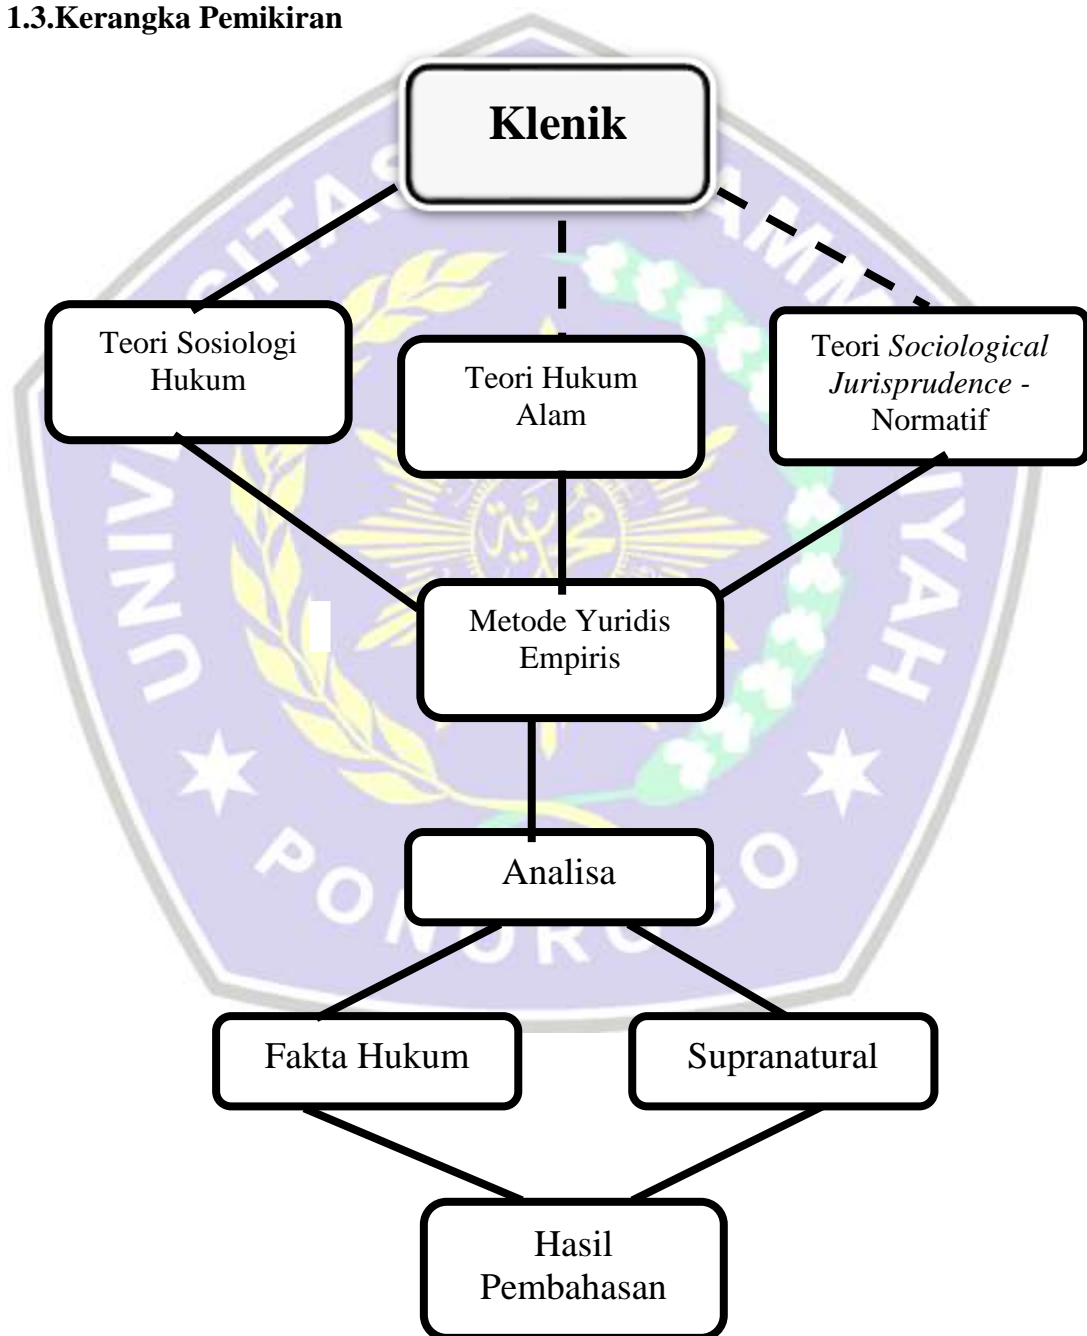 1.3.Kerangka Pemikiran
Klenik
Teori Sosiologi
Hukum
Teori Hukum
Alam
Teori Sociological
Jurisprudence -
Normatif
Metode Yuridis
Empiris
Analisa
Fakta Hukum
Supranatural
Hasil
Pembahasan
PONOROGO